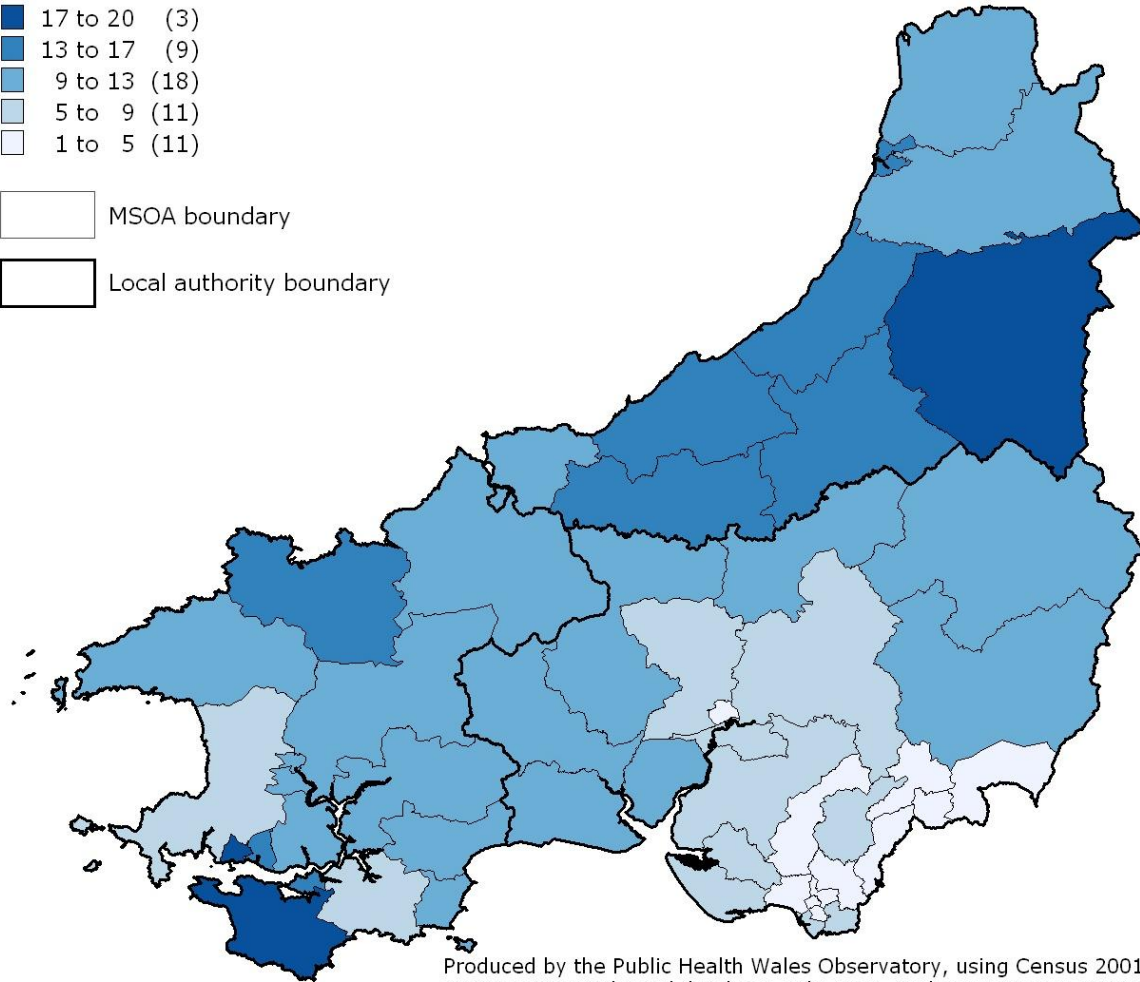 17 to 20 (3)
13 to 17 (9)
9 to 13 (18)
5 to 9 (11)
1 to 5 (11)
MSOA boundary
Local authority boundary
Produced by the Public Health Wales Observatory, using Census 2001